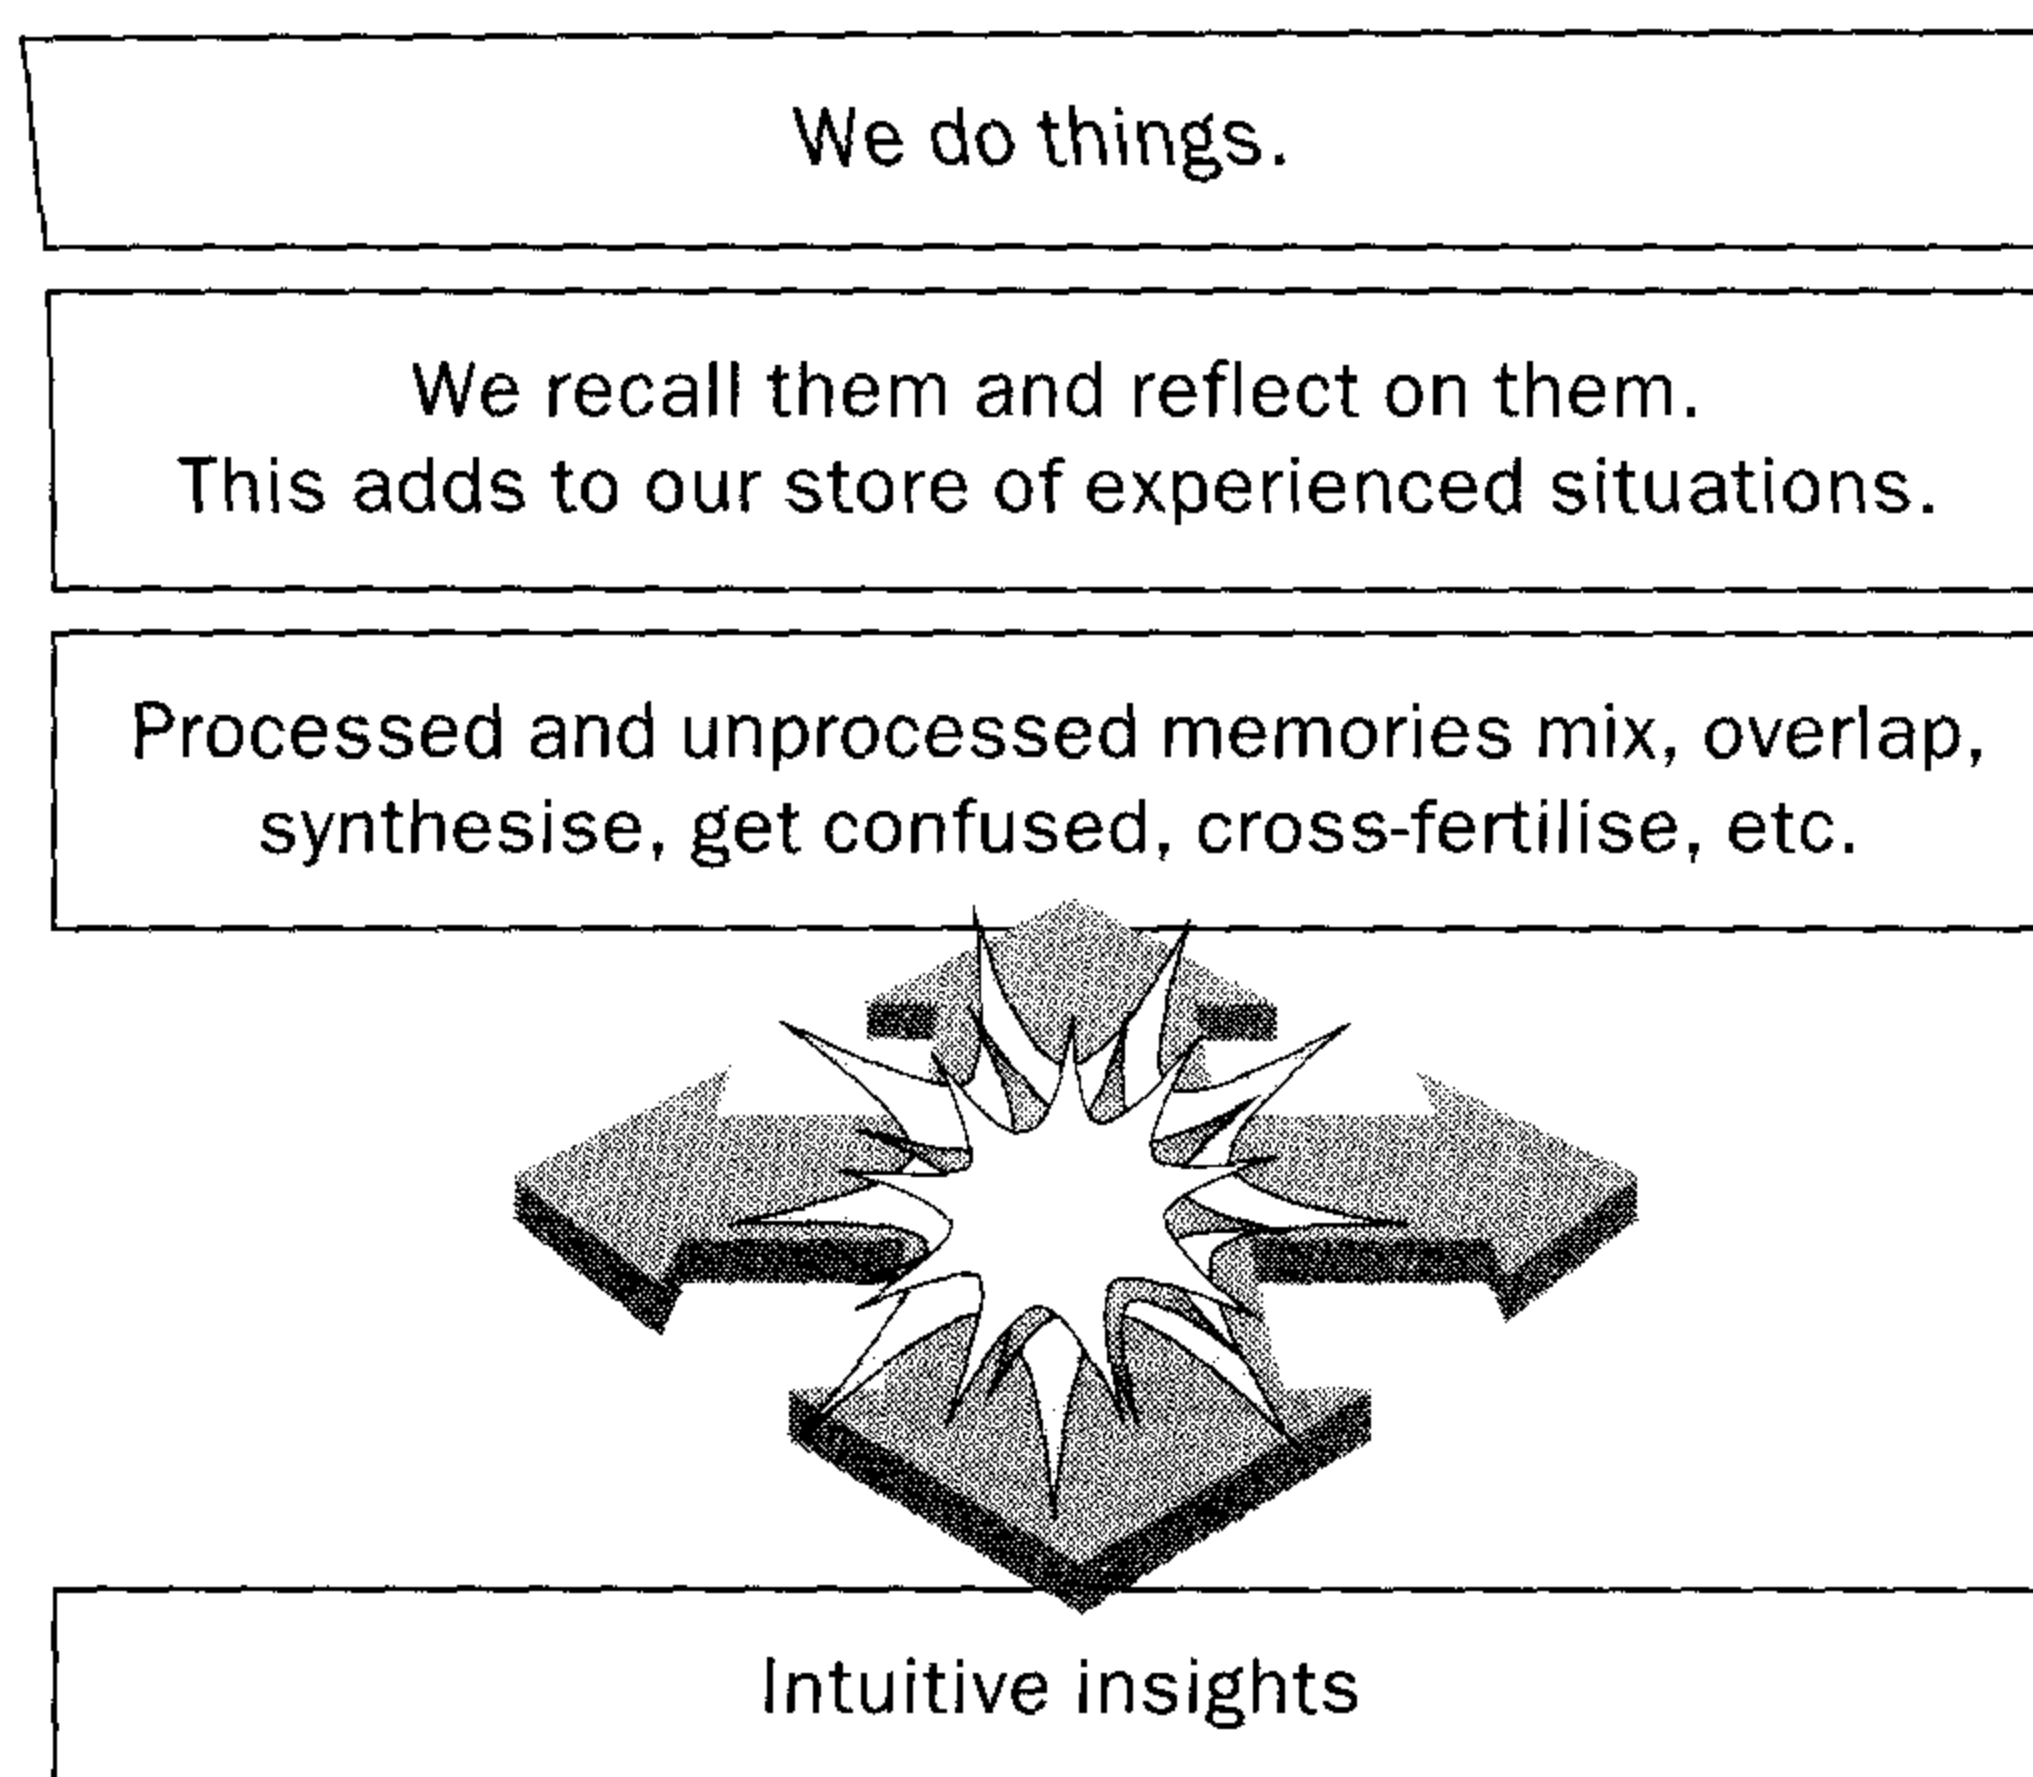 We do things.
We recall them and reflect on them.
This adds to our store of experienced situations.
Processed and unprocessed memories mix, overlap,
synthesise, get confused, cross-fertilise, etc.
Intuitive insights